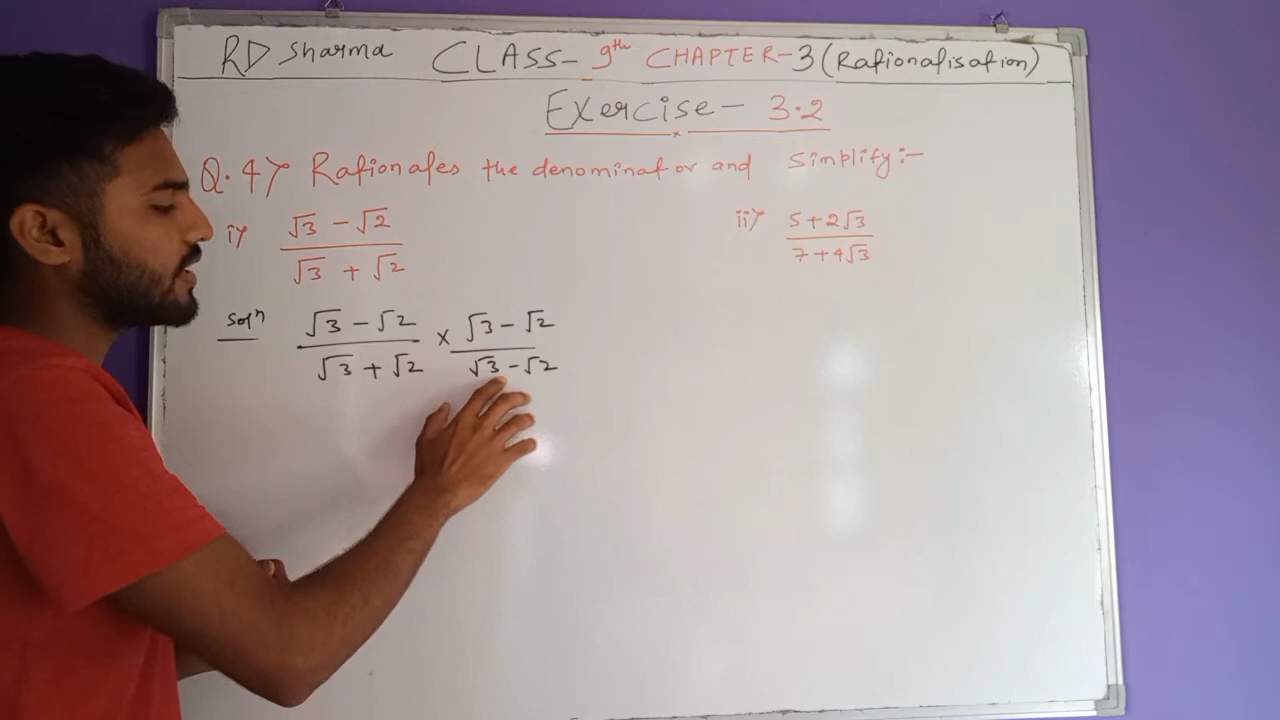 RD Sharma CLASS- 9th CHAPTER-3 (Rationalisation)
Exercise - 3.2
Q.4> Rationales the denominator and Simplify:-
i> √3 - √2 / √3 + √2
ii> 5+2√3 / 7+4√3
Solⁿ √3 - √2 / √3 + √2 × √3 - √2 / √3 - √2